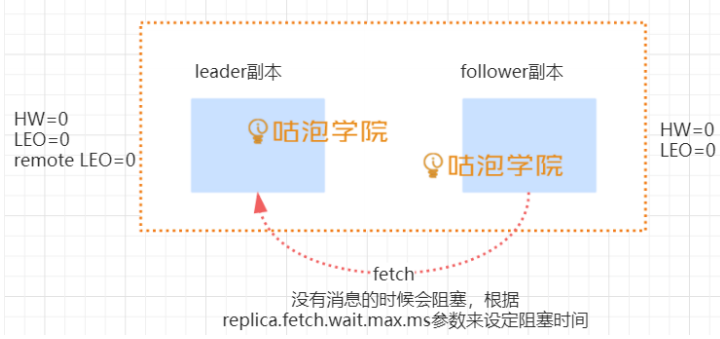 leader副本
follower副本
HW=0
LEO=0
remote LEO=0
咕泡学院
咕泡学院
HW=0
LEO=0
fetch
没有消息的时候会阻塞，根据
replica.fetch.wait.max.ms参数来设定阻塞时间